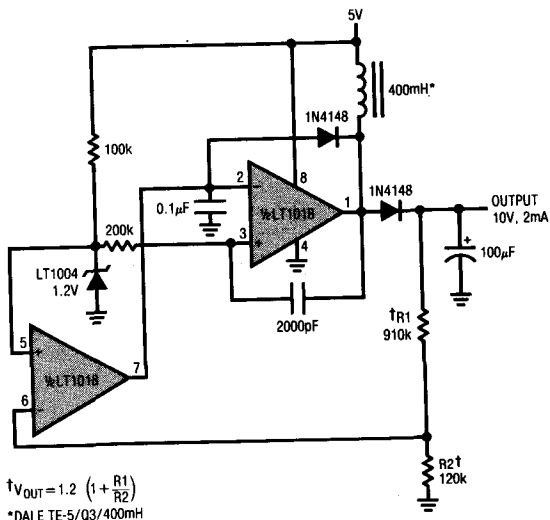 5V
400mH*
1N4148
100k
2
8
1N4148
0.1μF
½LT1018
1
OUTPUT
10V, 2mA
200k
3
4
+
100μF
LT1004
1.2V
2000pF
†R1
910k
5
½LT1018
7
6
R2†
120k
†VOUT = 1.2 (1 + R1/R2)
*DALE TE-5/Q3/400mH